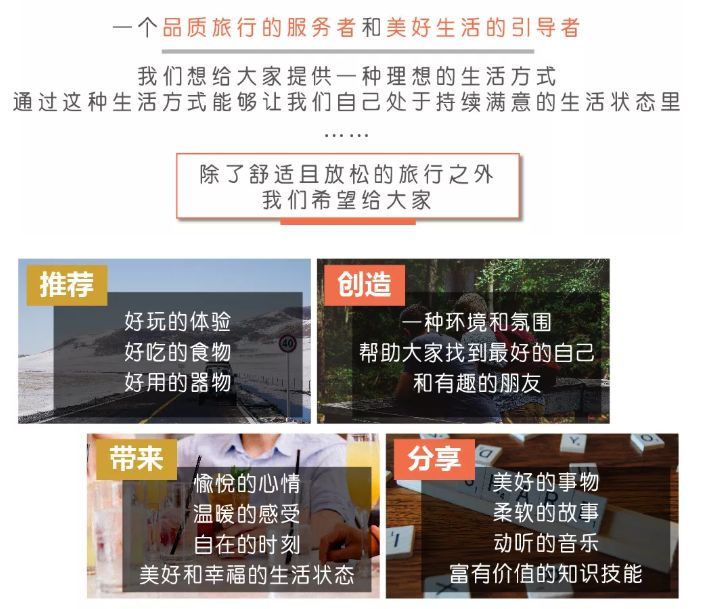 一个品质旅行的服务者和美好生活的引导者
我们想给大家提供一种理想的生活方式
通过这种生活方式能够让我们自己处于持续满意的生活状态里
……
除了舒适且放松的旅行之外
我们希望给大家
推荐
好玩的体验
好吃的食物
好用的器物
40
创造
一种环境和氛围
帮助大家找到最好的自己
和有趣的朋友
带来
愉悦的心情
温暖的感受
自在的时刻
美好和幸福的生活状态
分享
美好的事物
柔软的故事
动听的音乐
富有价值的知识技能